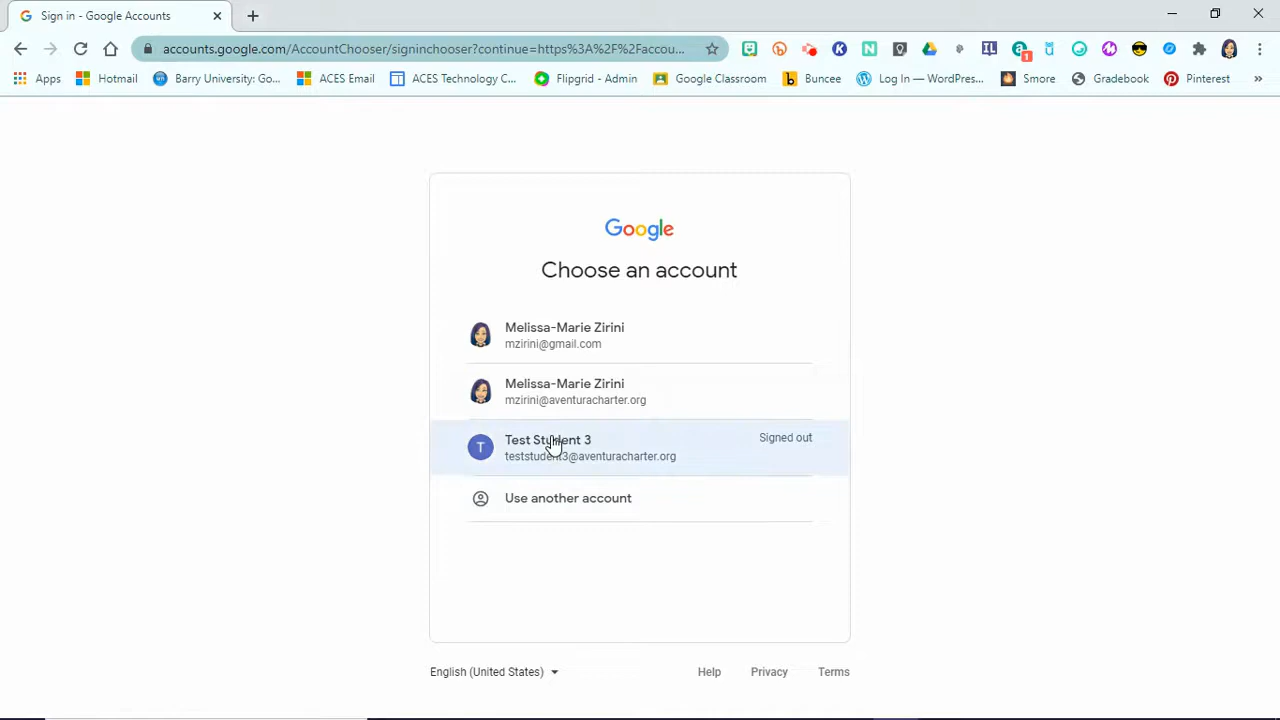 Sign in - Google Accounts
accounts.google.com/AccountChooser/signinchooser?continue=https%3A%2F%2Faccou...
1
Apps
Hotmail
Barry University: Go...
ACES Email
ACES Technology C...
Flipgrid - Admin
Google Classroom
Buncee
Log In — WordPres...
Smore
Gradebook
Pinterest
Google
Choose an account
Melissa-Marie Zirini
mzirini@gmail.com
Melissa-Marie Zirini
mzirini@aventuracharter.org
T
Test Student 3
Signed out
teststudent3@aventuracharter.org
Use another account
English (United States)
Help
Privacy
Terms